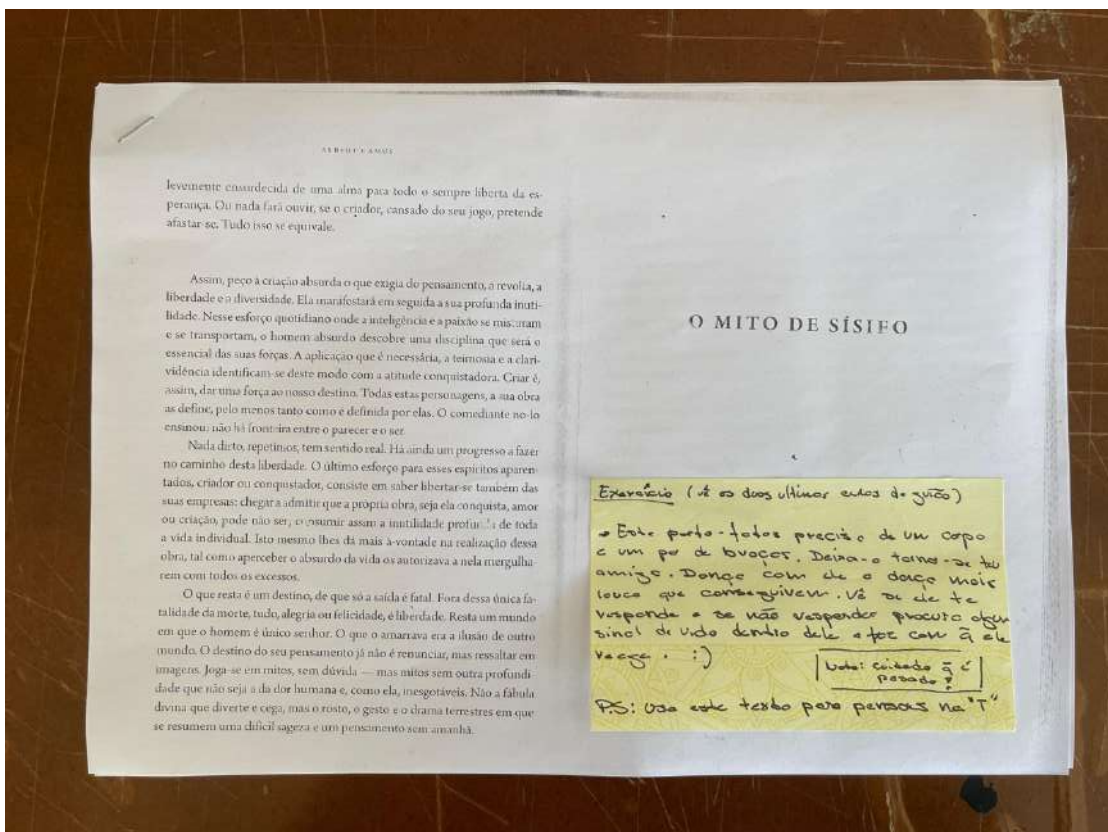 ALBERT CAMUS
levemente ensurdecida de uma alma para todo o sempre liberta da es-
perança. Ou nada fará ouvir, se o criador, cansado do seu jogo, pretende
afastar-se. Tudo isso se equivale.
Assim, peço à criação absurda o que exigia do pensamento, a revolta, a
liberdade e a diversidade. Ela manifestará em seguida a sua profunda inuti-
lidade. Nesse esforço quotidiano onde a inteligência e a paixão se misturam
e se transportam, o homem absurdo descobre uma disciplina que será o
essencial das suas forças. A aplicação que é necessária, a teimosia e a clari-
vidência identificam-se deste modo com a atitude conquistadora. Criar é,
assim, dar uma força ao nosso destino. Todas estas personagens, a sua obra
as define, pelo menos tanto como é definida por elas. O comediante no-lo
ensinou: não há fronteira entre o parecer e o ser.
Nada disto, repetimos, tem sentido real. Há ainda um progresso a fazer
no caminho desta liberdade. O último esforço para esses espíritos aparen-
tados, criador ou conquistador, consiste em saber libertar-se também das
suas empresas: chegar a admitir que a própria obra, seja ela conquista, amor
ou criação, pode não ser; consumir assim a inutilidade profunda de toda
a vida individual. Isto mesmo lhes dá mais à-vontade na realização dessa
obra, tal como aperceber o absurdo da vida os autorizava a nela mergulha-
rem com todos os excessos.
O que resta é um destino, de que só a saída é fatal. Fora dessa única fa-
talidade da morte, tudo, alegria ou felicidade, é liberdade. Resta um mundo
em que o homem é único senhor. O que o amarrava era a ilusão de outro
mundo. O destino do seu pensamento já não é renunciar, mas ressaltar em
imagens. Joga-se em mitos, sem dúvida — mas mitos sem outra profundi-
dade que não seja a da dor humana e, como ela, inesgotáveis. Não a fábula
divina que diverte e cega, mas o rosto, o gesto e o drama terrestres em que
se resumem uma difícil sageza e um pensamento sem amanhã.
O MITO DE SÍSIFO
Exercício (vê os dois últimos do guião)
Este porta-fatos precisa de um corpo
e um par de braços. Deixa-o tornar-se teu
amigo. Dança com ele a dança mais
louca que conseguirem. Vê se ele te
responde e se não responder procura algum
sinal de vida dentro dele e faz com q̃ ele
reaja. :)
Nota: cuidado q̃ é
pesado!
P.S: Usa este texto para pensares na "T"